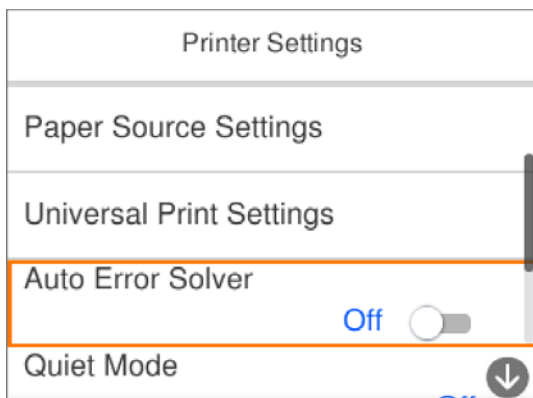 Printer Settings
Paper Source Settings
Universal Print Settings
Auto Error Solver
Off
Quiet Mode